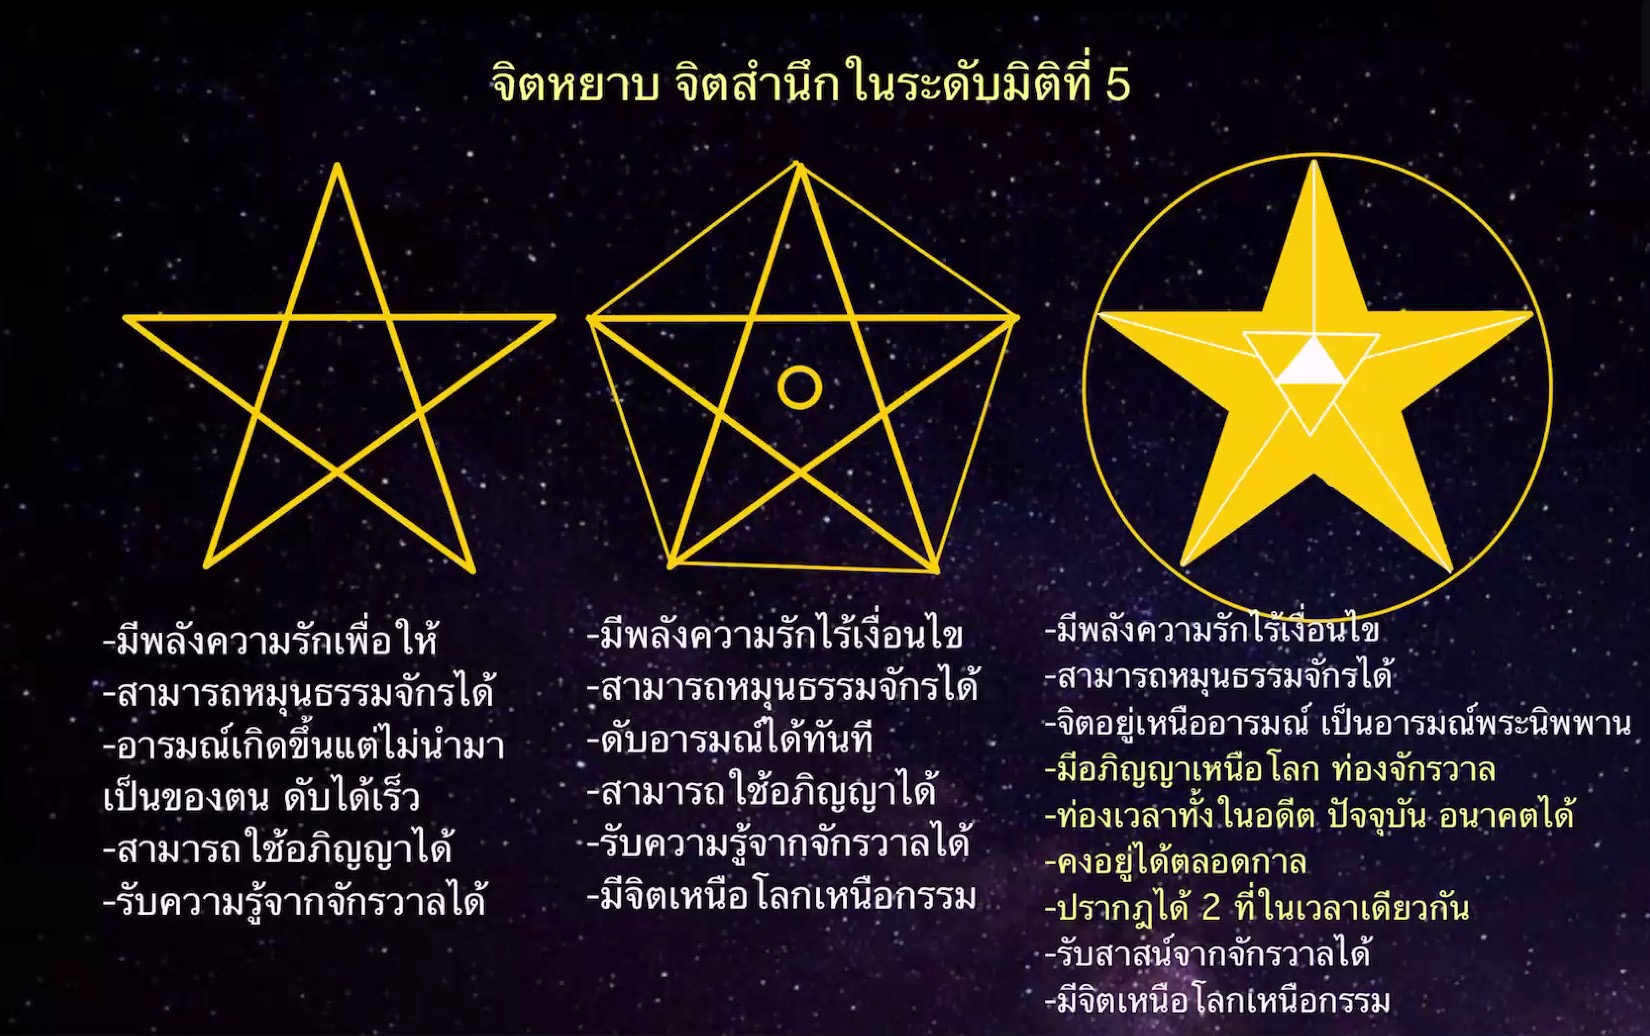 จิตหยาบ จิตสำนึกในระดับมิติที่ 5
-มีพลังความรักเพื่อให้
-สามารถหมุนธรรมจักรได้
-อารมณ์เกิดขึ้นแต่ไม่นำมา
เป็นของตน ดับได้เร็ว
-สามารถใช้อภิญญาได้
-รับความรู้จากจักรวาลได้
-มีพลังความรักไร้เงื่อนไข
-สามารถหมุนธรรมจักรได้
-ดับอารมณ์ได้ทันที
-สามารถใช้อภิญญาได้
-รับความรู้จากจักรวาลได้
-มีจิตเหนือโลกเหนือกรรม
-มีพลังความรักไร้เงื่อนไข
-สามารถหมุนธรรมจักรได้
-จิตอยู่เหนืออารมณ์ เป็นอารมณ์พระนิพพาน
-มีอภิญญาเหนือโลก ท่องจักรวาล
-ท่องเวลาทั้งในอดีต ปัจจุบัน อนาคตได้
-คงอยู่ได้ตลอดกาล
-ปรากฎได้ 2 ที่ในเวลาเดียวกัน
-รับสาสน์จากจักรวาลได้
-มีจิตเหนือโลกเหนือกรรม